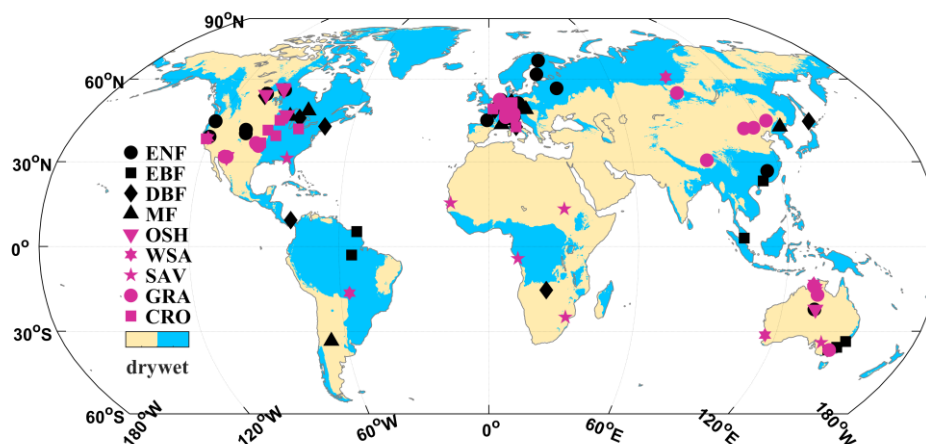 90°N
60°N
30°N
0°
30°S
60°S
ENF
EBF
DBF
MF
OSH
WSA
SAV
GRA
CRO
drywet
180°W
120°W
60°W
0°
60°E
120°E
180°W